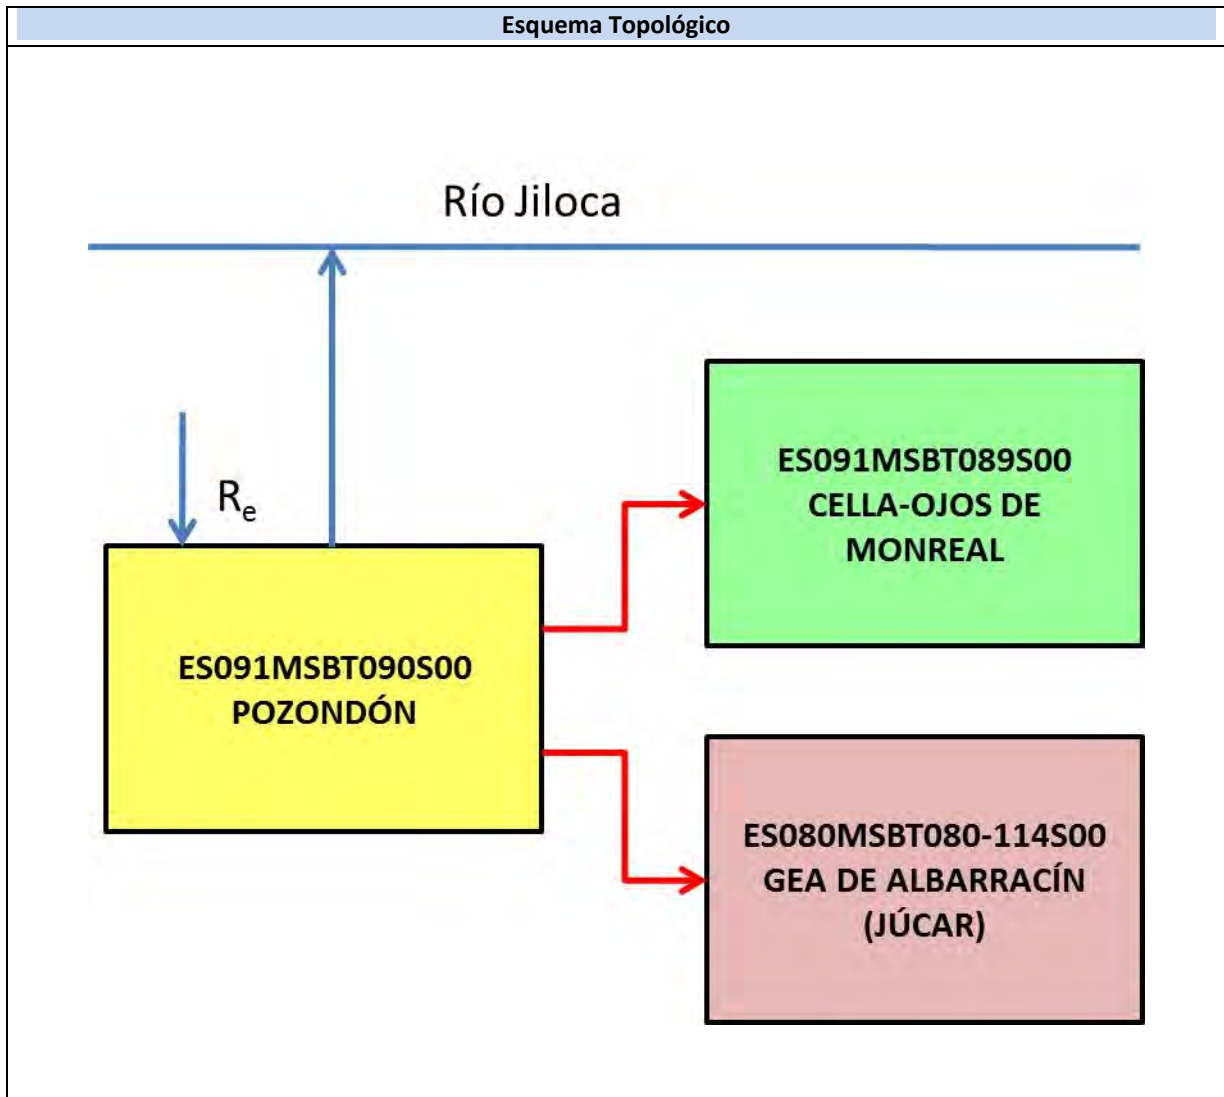 Esquema Topológico
Río Jiloca
Re
ES091MSBT089S00
CELLA-OJOS DE
MONREAL
ES091MSBT090S00
POZONDÓN
ES080MSBT080-114S00
GEA DE ALBARRACÍN
(JÚCAR)